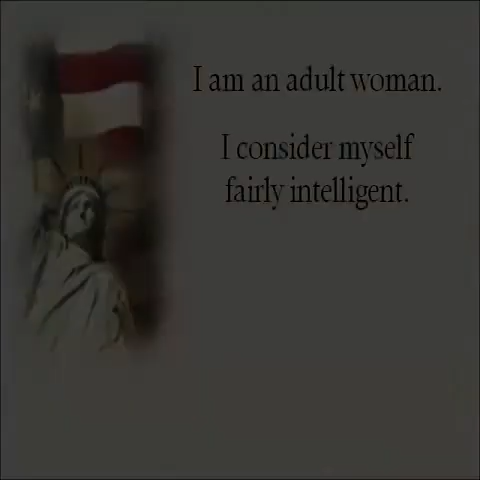 I am an adult woman.
I consider myself
fairly intelligent.